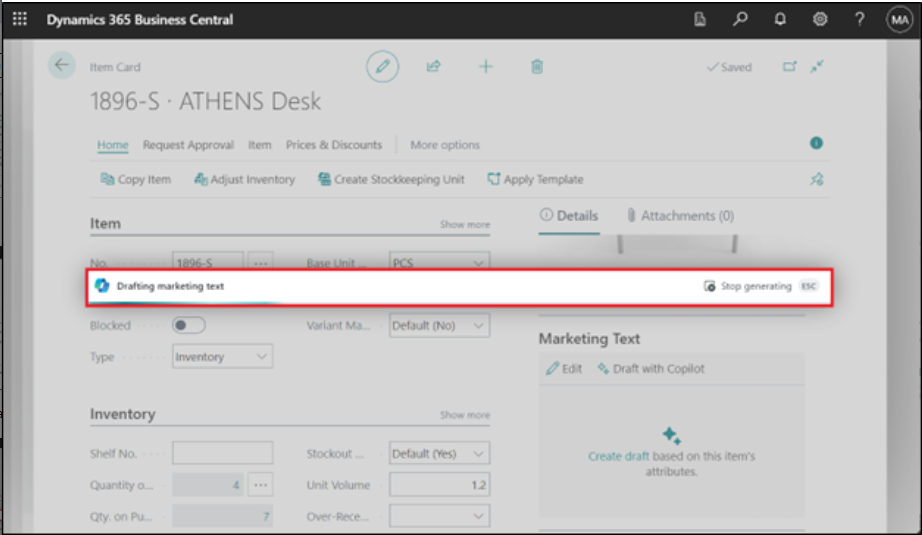 Dynamics 365 Business Central
?
MA
Item Card
Saved
1896-S · ATHENS Desk
Home Request Approval Item Prices & Discounts More options
Copy Item Adjust Inventory Create Stockkeeping Unit Apply Template
Item Show more
Details Attachments (0)
No. 1896-S ... Base Unit ... PCS
Drafting marketing text Stop generating ESC
Blocked Variant Ma... Default (No)
Type Inventory
Marketing Text
Edit Draft with Copilot
Inventory Show more
Create draft based on this item's
attributes.
Shelf No. Stockout ... Default (Yes)
Quantity o... 4 ... Unit Volume 1.2
Qty. on Pu... 7 Over-Rece...